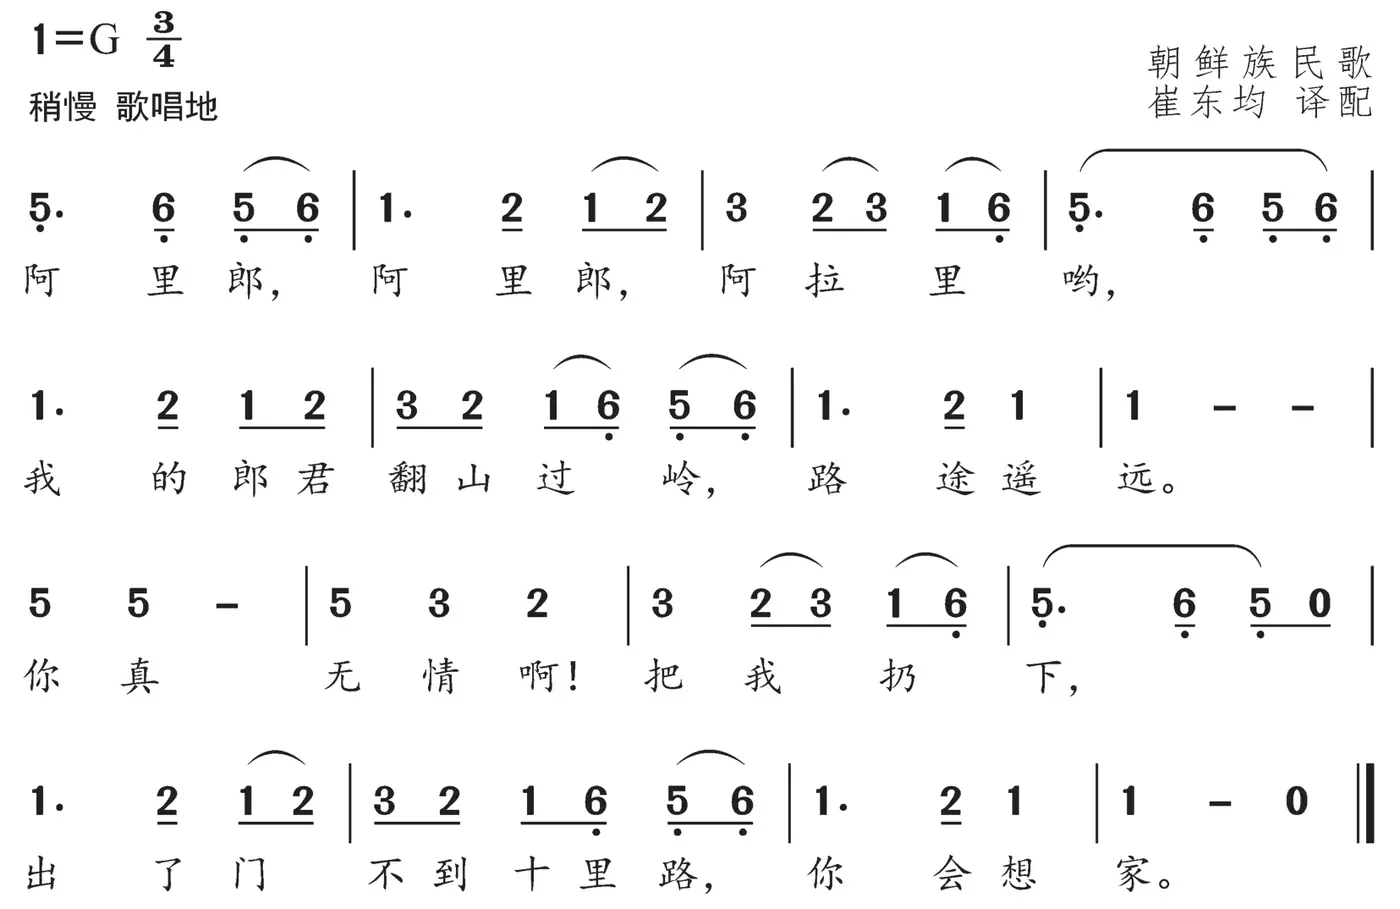 1=G 3/4
朝鲜族民歌
稍慢 歌唱地
崔东均 译配
5. 6 5 6 | 1. 2 1 2 | 3 2 3 1 6 | 5. 6 5 6 |
阿 里 郎， 阿 里 郎， 阿 拉 里 哟，
1. 2 1 2 | 3 2 1 6 5 6 | 1. 2 1 | 1 – – |
我 的 郎 君 翻 山 过 岭， 路 途 遥 远。
5 5 – | 5 3 2 | 3 2 3 1 6 | 5. 6 5 0 |
你 真 无 情 啊！ 把 我 扔 下，
1. 2 1 2 | 3 2 1 6 5 6 | 1. 2 1 | 1 – 0 ‖
出 了 门 不 到 十 里 路， 你 会 想 家。